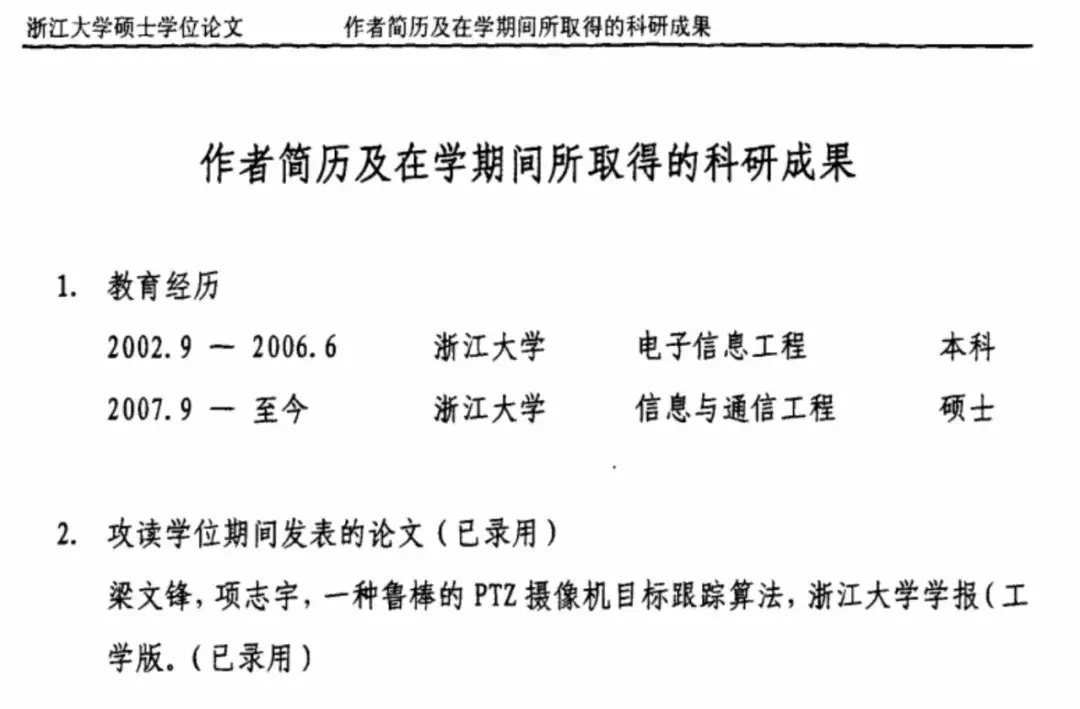 浙江大学硕士学位论文 作者简历及在学期间所取得的科研成果
作者简历及在学期间所取得的科研成果
1. 教育经历
2002.9 — 2006.6 浙江大学 电子信息工程 本科
2007.9 — 至今 浙江大学 信息与通信工程 硕士
2. 攻读学位期间发表的论文(已录用)
梁文锋,项志宇,一种鲁棒的 PTZ 摄像机目标跟踪算法,浙江大学学报(工
学版。(已录用)